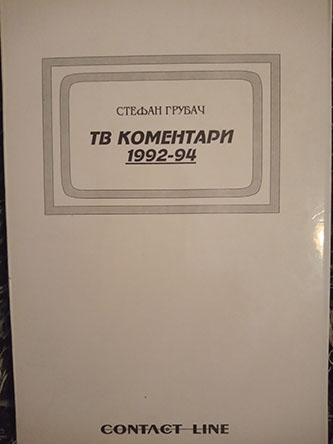 СТЕФАН ГРУБАЧ
ТВ КОМЕНТАРИ
1992-94
CONTACT LINE